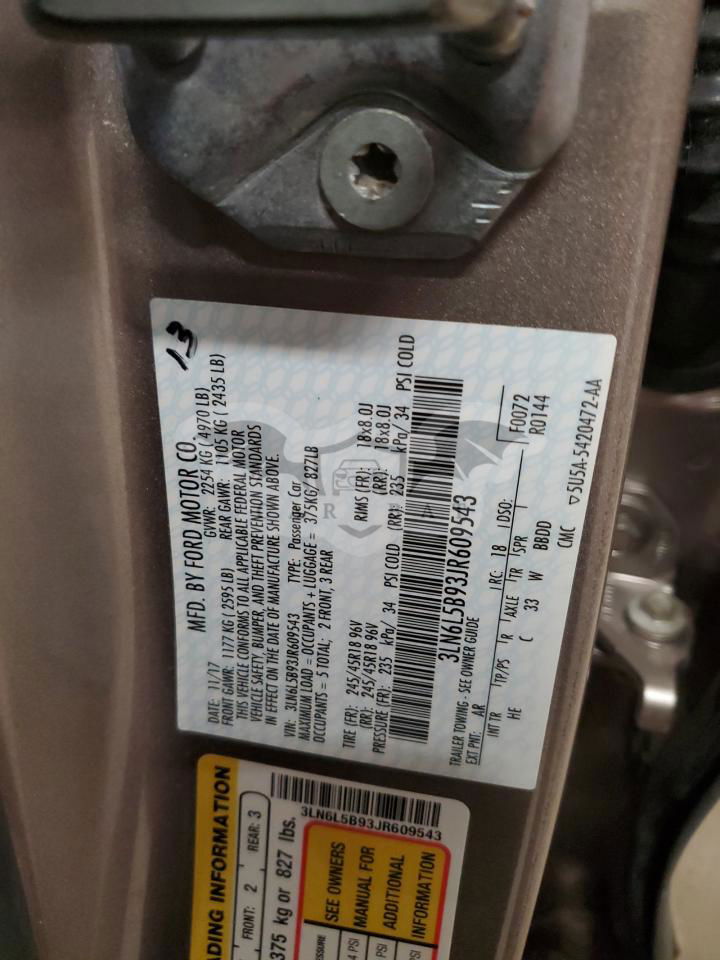 13
MFD. BY FORD MOTOR CO.
DATE: 11/17 GVWR: 2254 KG ( 4970 LB)
FRONT GAWR: 1177 KG ( 2595 LB) REAR GAWR: 1105 KG ( 2435 LB)
THIS VEHICLE CONFORMS TO ALL APPLICABLE FEDERAL MOTOR
VEHICLE SAFETY, BUMPER, AND THEFT PREVENTION STANDARDS
IN EFFECT ON THE DATE OF MANUFACTURE SHOWN ABOVE.
VIN: 3LN6L5B93JR609543 TYPE: Passenger Car
MAXIMUM LOAD = OCCUPANTS + LUGGAGE = 375KG/ 827LB
OCCUPANTS = 5 TOTAL; 2 FRONT, 3 REAR
TIRE (FR): 245/45R18 96V RIMS (FR): 18x8.0J
(RR): 245/45R18 96V (RR): 18x8.0J
PRESSURE (FR): 235 kPa/ 34 PSI COLD (RR): 235 kPa/ 34 PSI COLD
3LN6L5B93JR609543
TRAILER TOWING - SEE OWNER GUIDE
EXT PNT: AR RC: 18 DSO: F0072
R0144
INT TR TP/PS R AXLE TR SPR
HE C 33 W BBDD
CMC ▽5U5A-5420472-AA
R A
ADING INFORMATION
FRONT: 2 REAR: 3
375 kg or 827 lbs.
3LN6L5B93JR609543
SEE OWNERS
MANUAL FOR
ADDITIONAL
INFORMATION
PSI
PSI